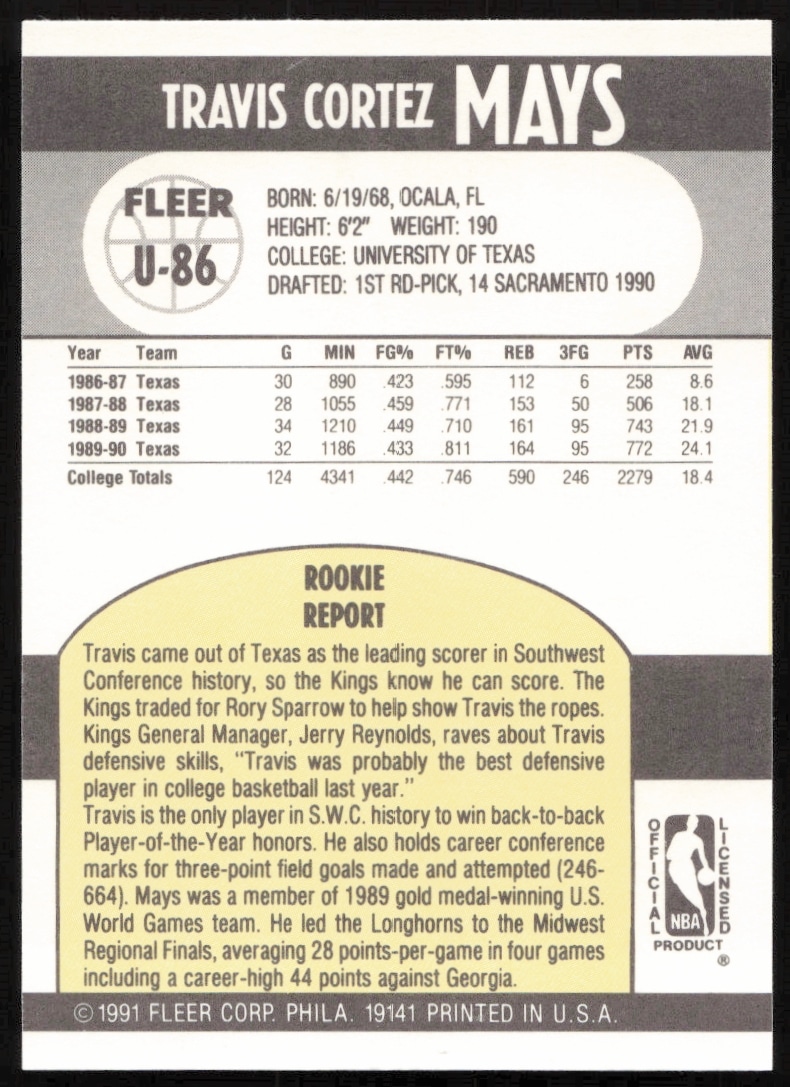 TRAVIS CORTEZ MAYS
FLEER
U-86
BORN: 6/19/68, OCALA, FL
HEIGHT: 6'2" WEIGHT: 190
COLLEGE: UNIVERSITY OF TEXAS
DRAFTED: 1ST RD-PICK, 14 SACRAMENTO 1990
Year Team G MIN FG% FT% REB 3FG PTS AVG
1986-87 Texas 30 890 .423 .595 112 6 258 8.6
1987-88 Texas 28 1055 .459 .771 153 50 506 18.1
1988-89 Texas 34 1210 .449 .710 161 95 743 21.9
1989-90 Texas 32 1186 .433 .811 164 95 772 24.1
College Totals 124 4341 .442 .746 590 246 2279 18.4
ROOKIE
REPORT
Travis came out of Texas as the leading scorer in Southwest
Conference history, so the Kings know he can score. The
Kings traded for Rory Sparrow to help show Travis the ropes.
Kings General Manager, Jerry Reynolds, raves about Travis
defensive skills, "Travis was probably the best defensive
player in college basketball last year."
Travis is the only player in S.W.C. history to win back-to-back
Player-of-the-Year honors. He also holds career conference
marks for three-point field goals made and attempted (246-
664). Mays was a member of 1989 gold medal-winning U.S.
World Games team. He led the Longhorns to the Midwest
Regional Finals, averaging 28 points-per-game in four games
including a career-high 44 points against Georgia.
OFFICIAL
NBA
LICENSED
PRODUCT
®
© 1991 FLEER CORP. PHILA. 19141 PRINTED IN U.S.A.